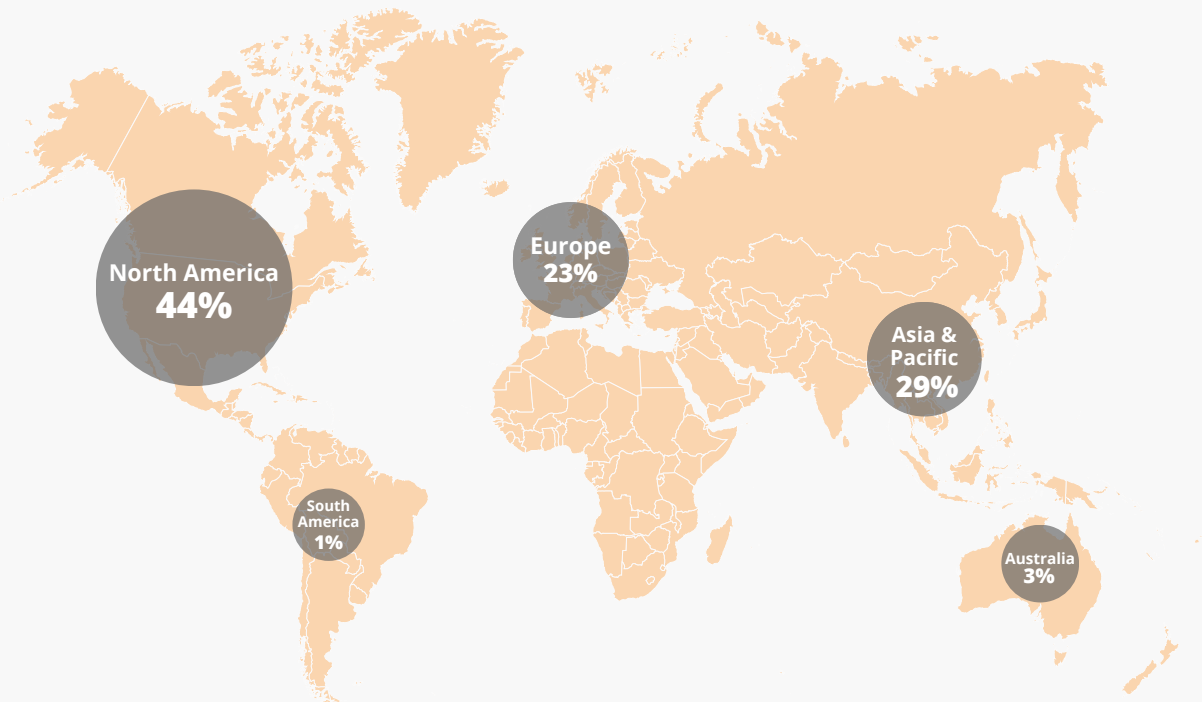 North America
44%
Europe
23%
Asia &
Pacific
29%
South
America
1%
Australia
3%